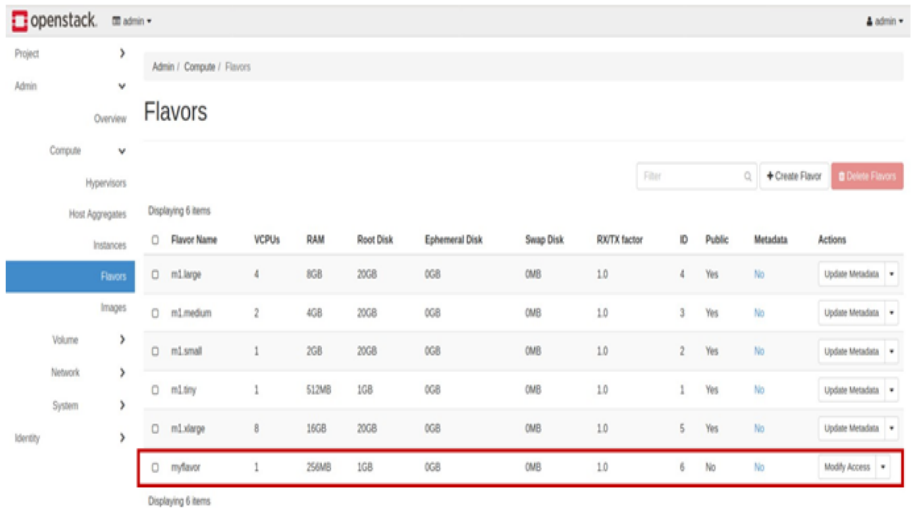 openstack. admin admin
Project
Admin
Overview
Compute
Hypervisors
Host Aggregates
Instances
Flavors
Images
Volume
Network
System
Identity
Admin / Compute / Flavors
Flavors
Filter + Create Flavor Delete Flavors
Displaying 6 items
Flavor Name VCPUs RAM Root Disk Ephemeral Disk Swap Disk RX/TX factor ID Public Metadata Actions
m1.large 4 8GB 20GB 0GB 0MB 1.0 4 Yes No Update Metadata
m1.medium 2 4GB 20GB 0GB 0MB 1.0 3 Yes No Update Metadata
m1.small 1 2GB 20GB 0GB 0MB 1.0 2 Yes No Update Metadata
m1.tiny 1 512MB 1GB 0GB 0MB 1.0 1 Yes No Update Metadata
m1.xlarge 8 16GB 20GB 0GB 0MB 1.0 5 Yes No Update Metadata
myflavor 1 256MB 1GB 0GB 0MB 1.0 6 No No Modify Access
Displaying 6 items